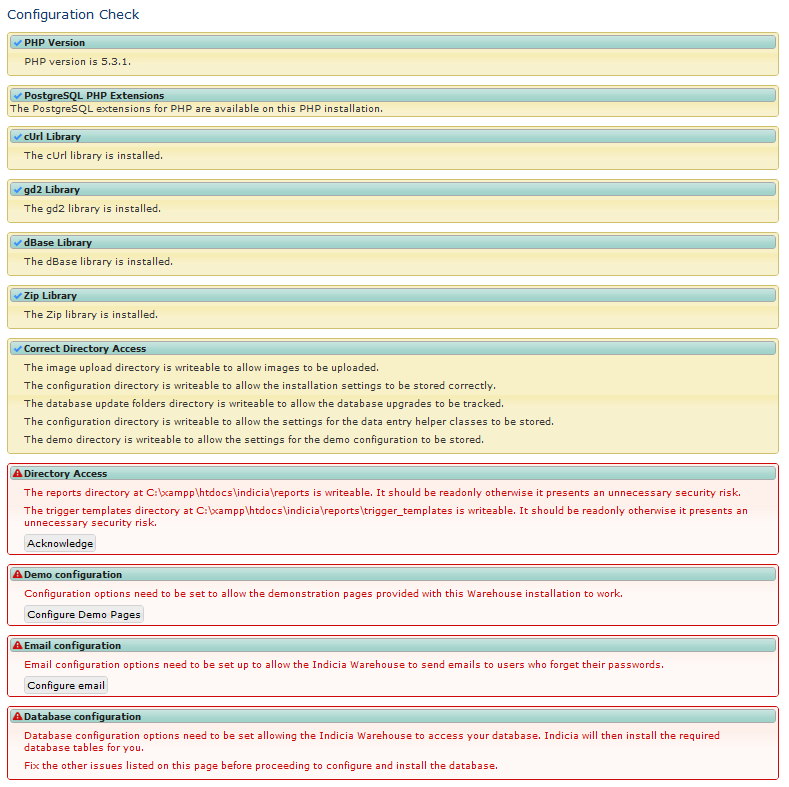 Configuration Check
PHP Version
PHP version is 5.3.1.
PostgreSQL PHP Extensions
The PostgreSQL extensions for PHP are available on this PHP installation.
cUrl Library
The cUrl library is installed.
gd2 Library
The gd2 library is installed.
dBase Library
The dBase library is installed.
Zip Library
The Zip library is installed.
Correct Directory Access
The image upload directory is writeable to allow images to be uploaded.
The configuration directory is writeable to allow the installation settings to be stored correctly.
The database update folders directory is writeable to allow the database upgrades to be tracked.
The configuration directory is writeable to allow the settings for the data entry helper classes to be stored.
The demo directory is writeable to allow the settings for the demo configuration to be stored.
Directory Access
The reports directory at C:\xampp\htdocs\indicia\reports is writeable. It should be readonly otherwise it presents an unnecessary security risk.
The trigger templates directory at C:\xampp\htdocs\indicia\reports\trigger_templates is writeable. It should be readonly otherwise it presents an
unnecessary security risk.
Acknowledge
Demo configuration
Configuration options need to be set to allow the demonstration pages provided with this Warehouse installation to work.
Configure Demo Pages
Email configuration
Email configuration options need to be set up to allow the Indicia Warehouse to send emails to users who forget their passwords.
Configure email
Database configuration
Database configuration options need to be set allowing the Indicia Warehouse to access your database. Indicia will then install the required
database tables for you.
Fix the other issues listed on this page before proceeding to configure and install the database.